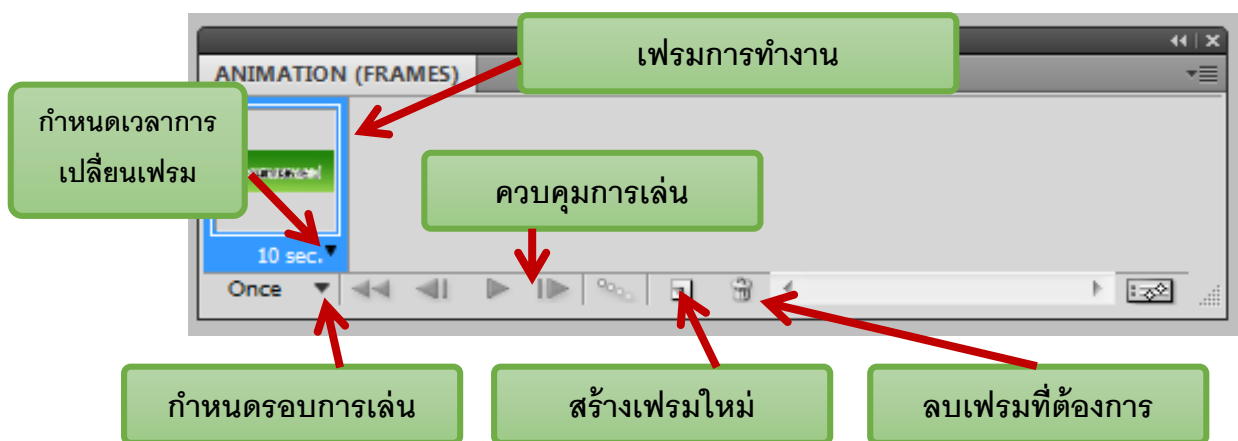 เฟรมการทำงาน
ANIMATION (FRAMES)
กำหนดเวลาการ
เปลี่ยนเฟรม
ควบคุมการเล่น
10 sec.
Once
กำหนดรอบการเล่น
สร้างเฟรมใหม่
ลบเฟรมที่ต้องการ